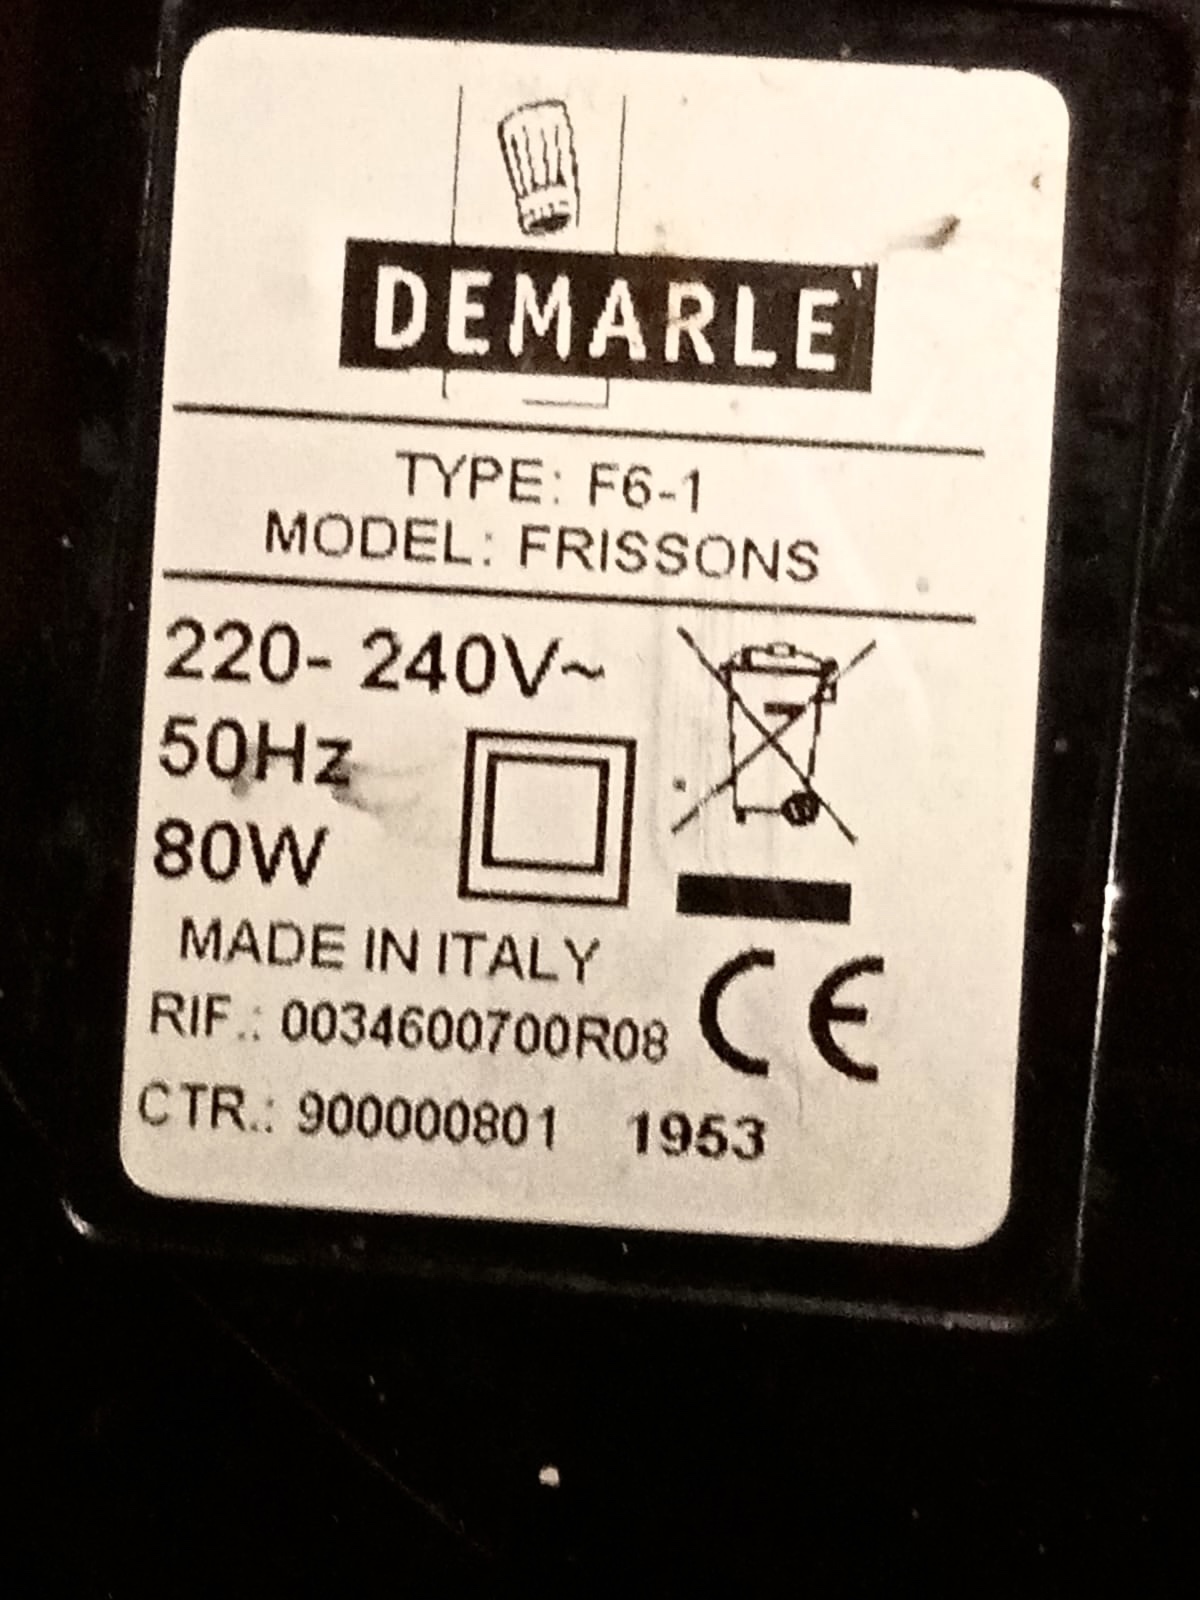 DEMARLE
TYPE: F6-1
MODEL: FRISSONS
220- 240V~
50Hz
80W
MADE IN ITALY
CE
RIF.: 0034600700R08
CTR.: 900000801 1953